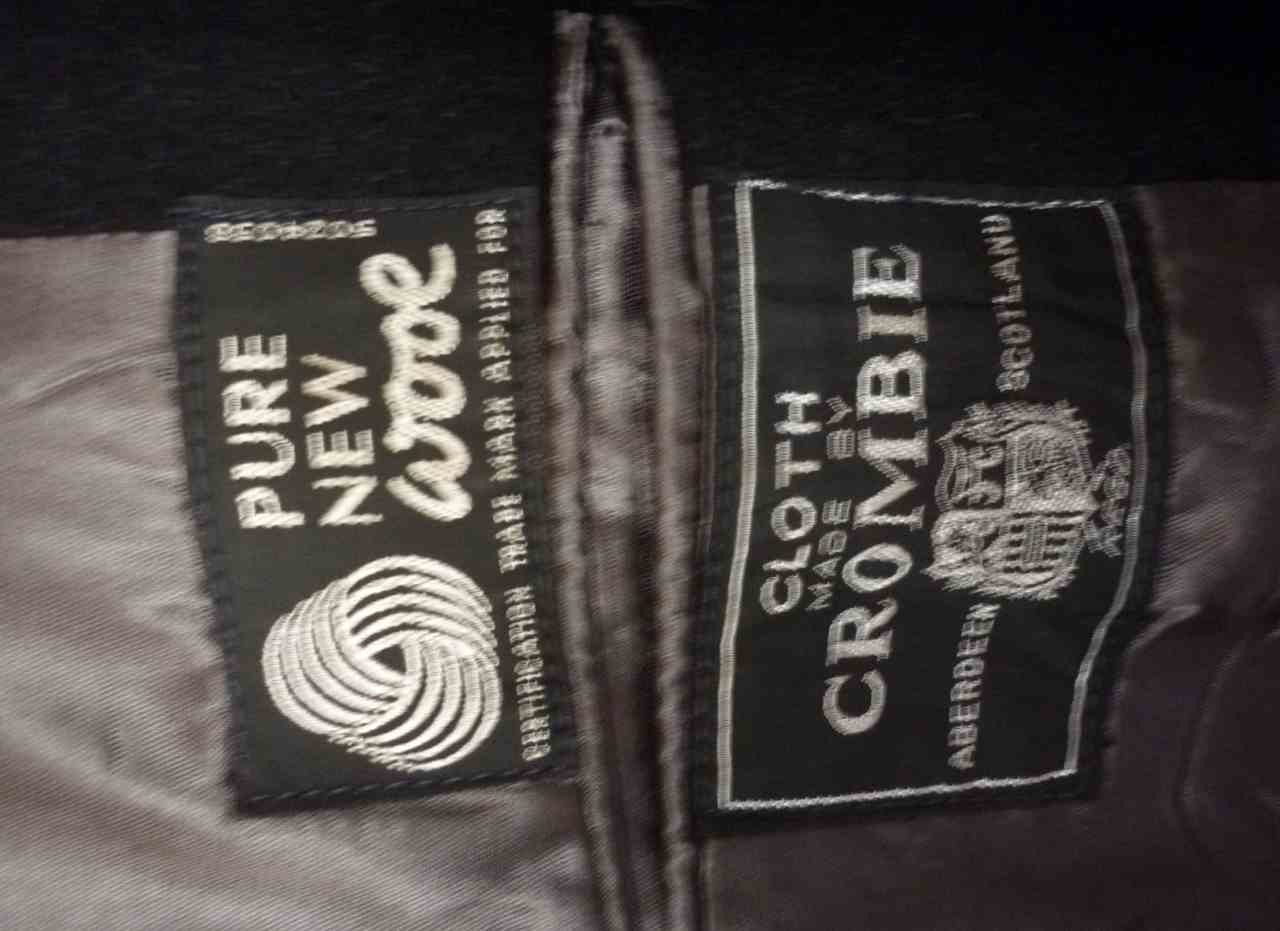 PURE
NEW
wool
CERTIFICATION TRADE MARK APPLIED FOR
CLOTH
MADE BY
CROMBIE
ABERDEEN SCOTLAND